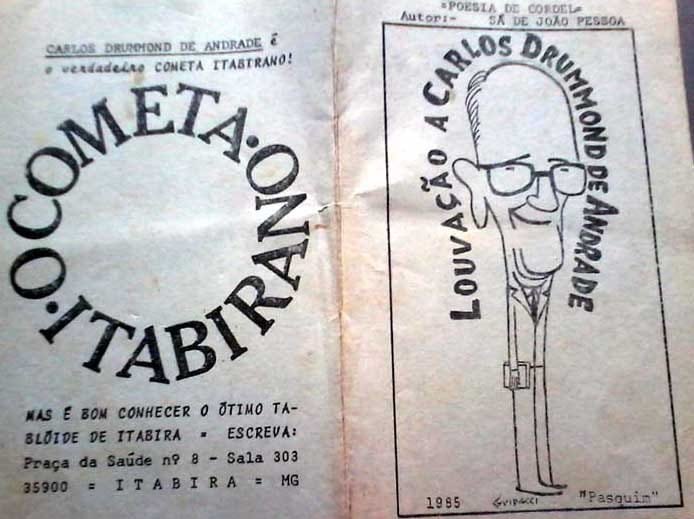 CARLOS DRUMMOND DE ANDRADE é
o verdadeiro COMETA ITABIRANO!
O COMETA · O ITABIRANO ·
MAS É BOM CONHECER O ÓTIMO TA-
BLÓIDE DE ITABIRA = ESCREVA:
Praça da Saúde nº 8 - Sala 303
35900 = ITABIRA = MG
=POESIA DE CORDEL=
Autor:- SÁ DE JOÃO PESSOA
LOUVAÇÃO A CARLOS DRUMMOND DE ANDRADE
1985 GUIDACCI "Pasquim"